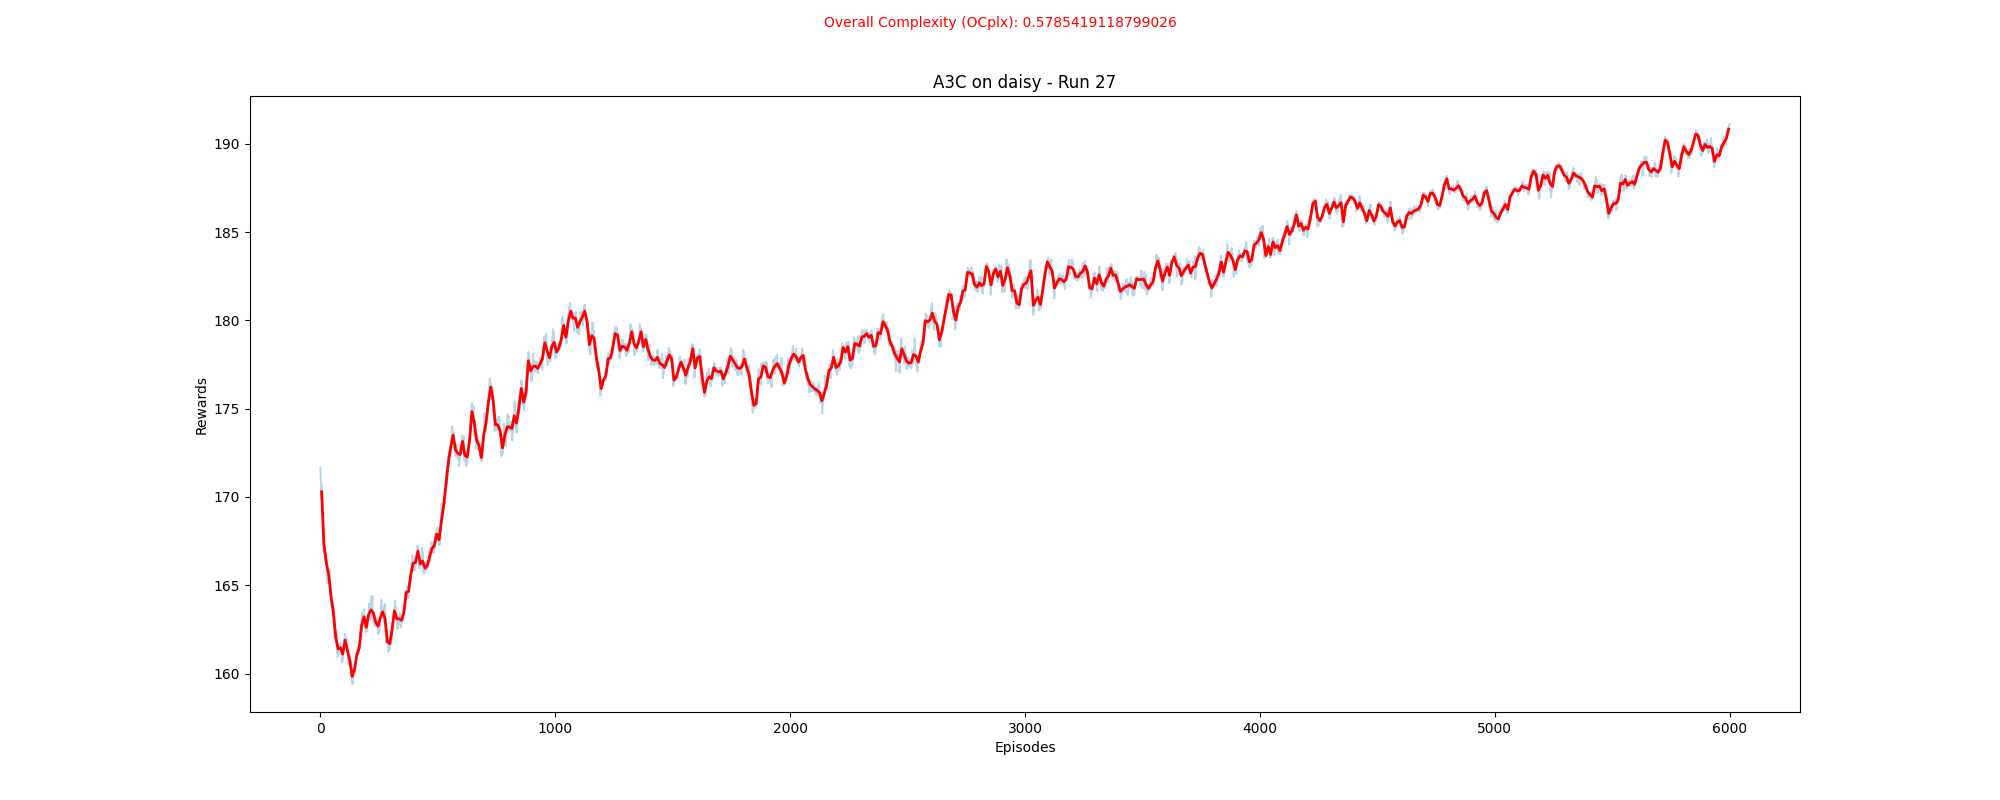 Overall Complexity (OCplx): 0.5785419118799026
A3C on daisy - Run 27
190
185
180
175
170
165
160
Rewards
0 1000 2000 3000 4000 5000 6000
Episodes